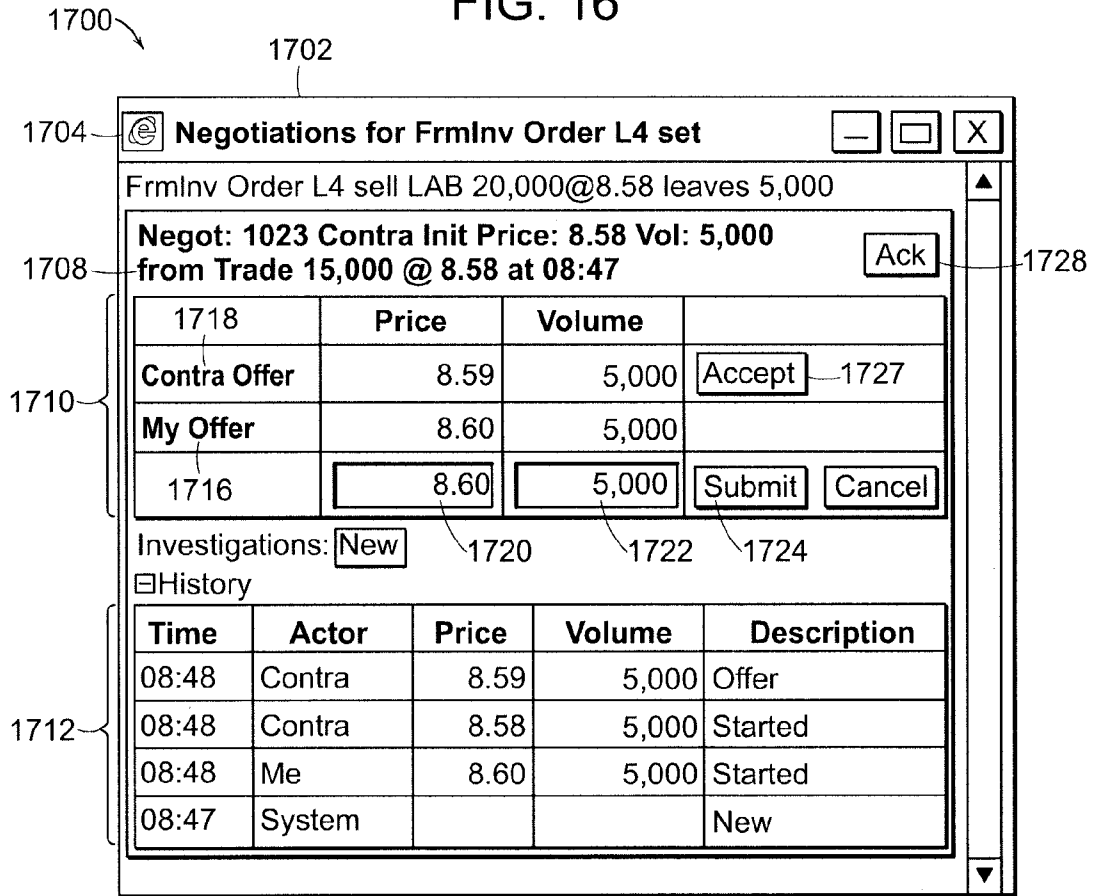 FIG. 16
1700
1702
1704 e Negotiations for FrmInv Order L4 set X
FrmInv Order L4 sell LAB 20,000@8.58 leaves 5,000
Negot: 1023 Contra Init Price: 8.58 Vol: 5,000
1708 from Trade 15,000 @ 8.58 at 08:47 Ack 1728
1718 Price Volume
Contra Offer 8.59 5,000 Accept 1727
1710
My Offer 8.60 5,000
1716 8.60 5,000 Submit Cancel
Investigations: New 1720 1722 1724
History
Time Actor Price Volume Description
08:48 Contra 8.59 5,000 Offer
1712 08:48 Contra 8.58 5,000 Started
08:48 Me 8.60 5,000 Started
08:47 System New